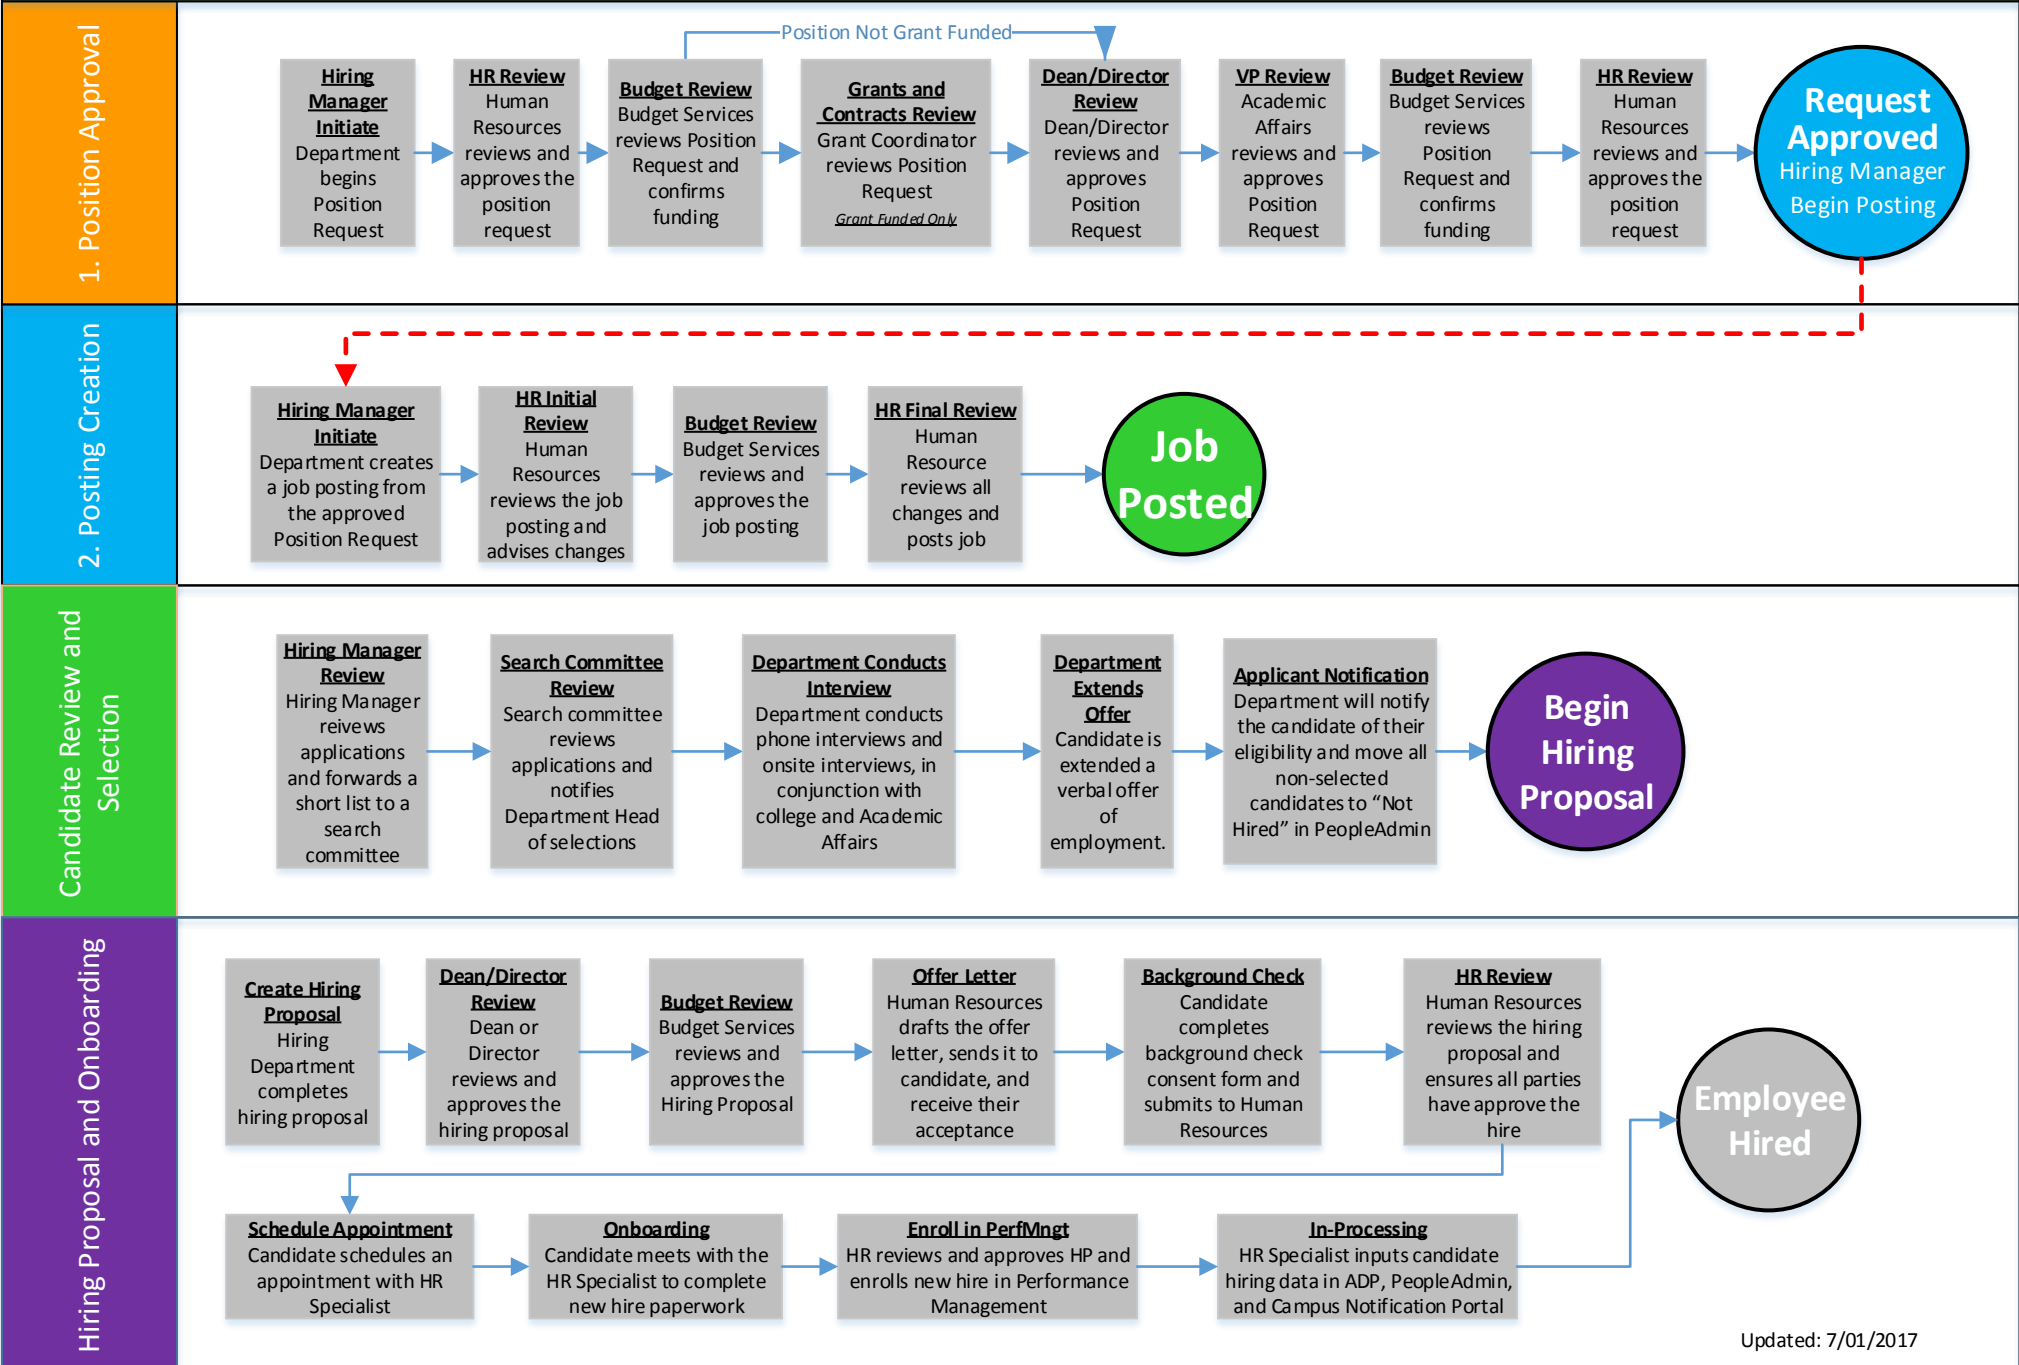 1. Position Approval
Position Not Grant Funded
Hiring
Manager
Initiate
Department
begins
Position
Request
HR Review
Human
Resources
reviews and
approves the
position
request
Budget Review
Budget Services
reviews Position
Request and
confirms
funding
Grants and
Contracts Review
Grant Coordinator
reviews Position
Request
Grant Funded Only
Dean/Director
Review
Dean/Director
reviews and
approves
Position
Request
VP Review
Academic
Affairs
reviews and
approves
Position
Request
Budget Review
Budget Services
reviews
Position
Request and
confirms
funding
HR Review
Human
Resources
reviews and
approves the
position
request
Request
Approved
Hiring Manager
Begin Posting
2. Posting Creation
Hiring Manager
Initiate
Department creates
a job posting from
the approved
Position Request
HR Initial
Review
Human
Resources
reviews the job
posting and
advises changes
Budget Review
Budget Services
reviews and
approves the
job posting
HR Final Review
Human
Resource
reviews all
changes and
posts job
Job
Posted
Candidate Review and
Selection
Hiring Manager
Review
Hiring Manager
reivews
applications
and forwards a
short list to a
search
committee
Search Committee
Review
Search committee
reviews
applications and
notifies
Department Head
of selections
Department Conducts
Interview
Department conducts
phone interviews and
onsite interviews, in
conjunction with
college and Academic
Affairs
Department
Extends
Offer
Candidate is
extended a
verbal offer
of
employment.
Applicant Notification
Department will notify
the candidate of their
eligibility and move all
non-selected
candidates to “Not
Hired” in PeopleAdmin
Begin
Hiring
Proposal
Hiring Proposal and Onboarding
Create Hiring
Proposal
Hiring
Department
completes
hiring proposal
Dean/Director
Review
Dean or
Director
reviews and
approves the
hiring proposal
Budget Review
Budget Services
reviews and
approves the
Hiring Proposal
Offer Letter
Human Resources
drafts the offer
letter, sends it to
candidate, and
receive their
acceptance
Background Check
Candidate
completes
background check
consent form and
submits to Human
Resources
HR Review
Human Resources
reviews the hiring
proposal and
ensures all parties
have approve the
hire
Schedule Appointment
Candidate schedules an
appointment with HR
Specialist
Onboarding
Candidate meets with the
HR Specialist to complete
new hire paperwork
Enroll in PerfMngt
HR reviews and approves HP and
enrolls new hire in Performance
Management
In-Processing
HR Specialist inputs candidate
hiring data in ADP, PeopleAdmin,
and Campus Notification Portal
Employee
Hired
Updated: 7/01/2017